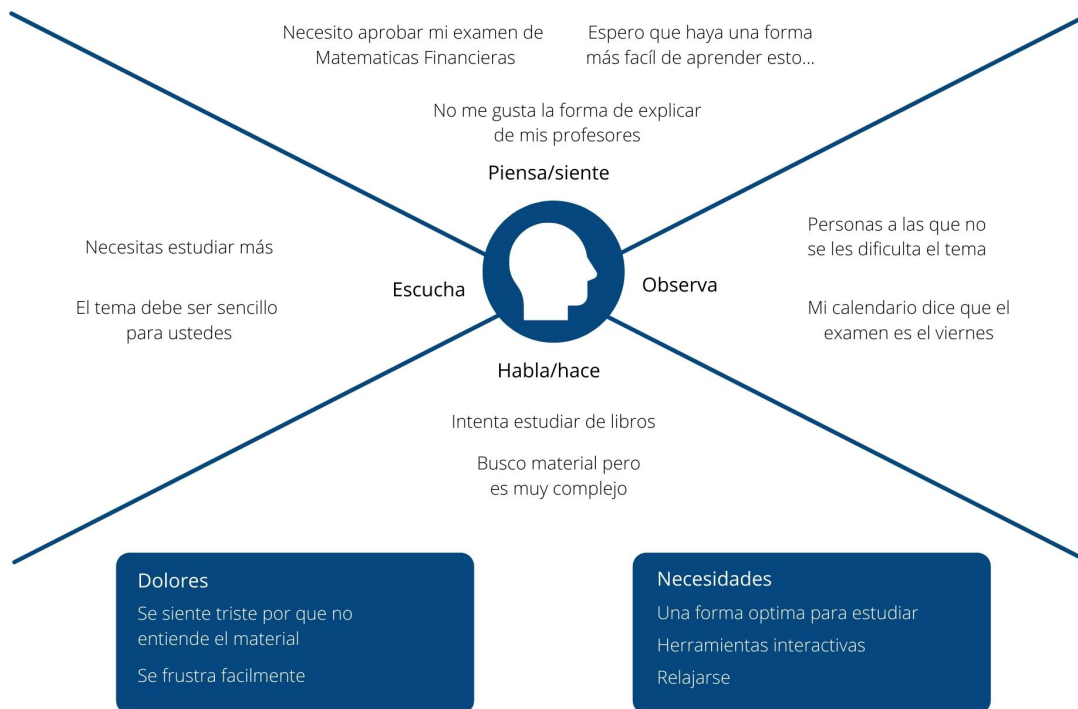 Necesito aprobar mi examen de
Matematicas Financieras
Espero que haya una forma
más facíl de aprender esto...
No me gusta la forma de explicar
de mis profesores
Piensa/siente
Necesitas estudiar más
El tema debe ser sencillo
para ustedes
Escucha
Observa
Personas a las que no
se les dificulta el tema
Mi calendario dice que el
examen es el viernes
Habla/hace
Intenta estudiar de libros
Busco material pero
es muy complejo
Dolores
Se siente triste por que no
entiende el material
Se frustra facilmente
Necesidades
Una forma optima para estudiar
Herramientas interactivas
Relajarse